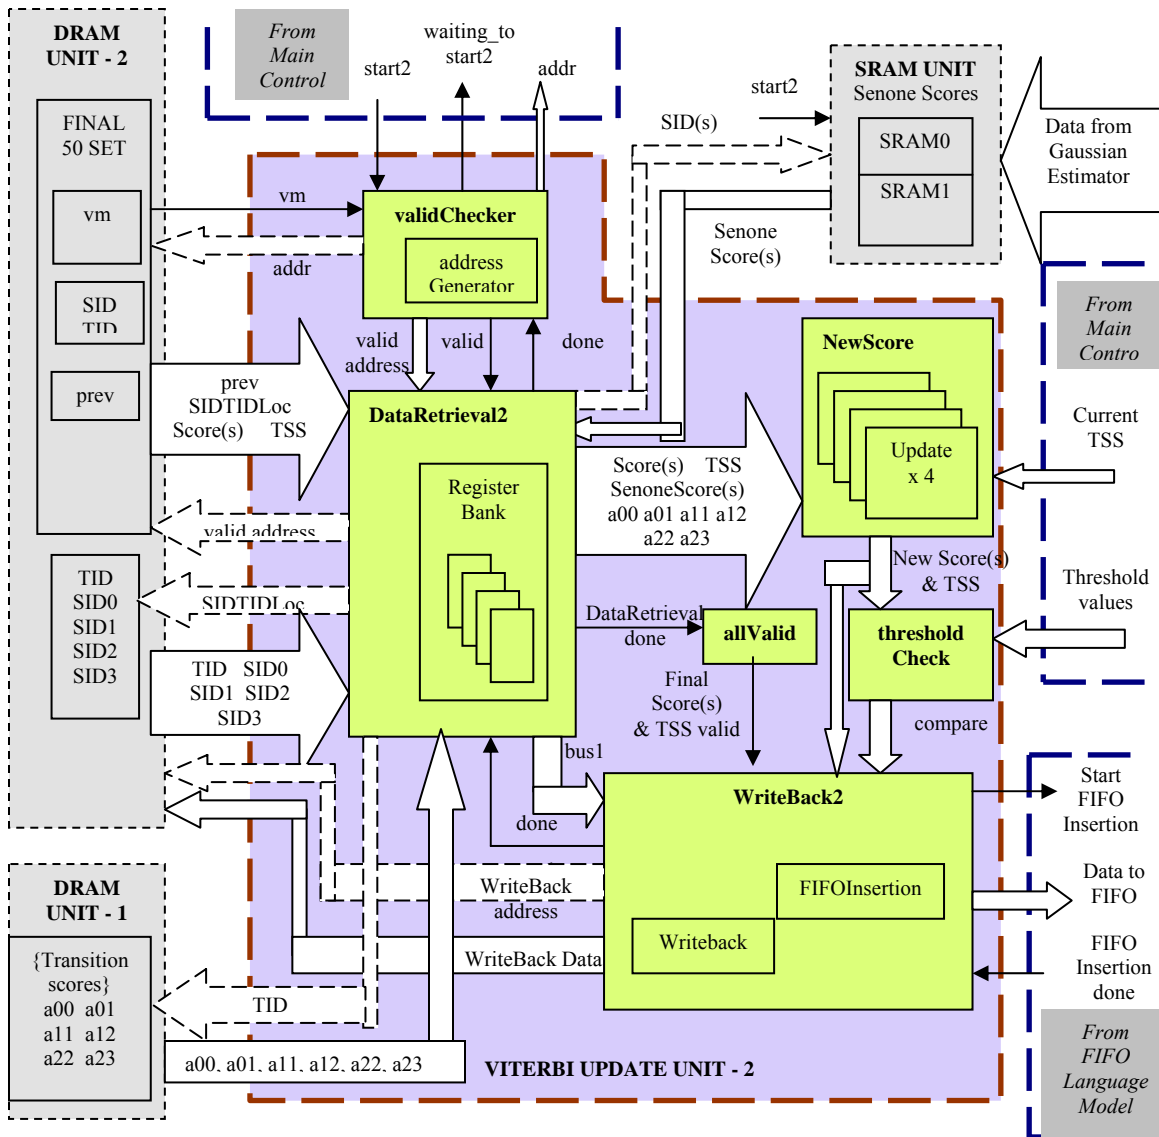 DRAM
UNIT - 2
FINAL
50 SET
vm
SID
TID
prev
TID
SID0
SID1
SID2
SID3
DRAM
UNIT - 1
{Transition
scores}
a00 a01
a11 a12
a22 a23
From
Main
Control
start2
waiting_to
start2
addr
vm
addr
validChecker
address
Generator
valid
address
valid
done
SID(s)
start2
SRAM UNIT
Senone Scores
SRAM0
SRAM1
Data from
Gaussian
Estimator
Senone
Score(s)
prev
SIDTIDLoc
Score(s) TSS
DataRetrieval2
Register
Bank
valid address
SIDTIDLoc
TID SID0
SID1 SID2
SID3
Score(s) TSS
SenoneScore(s)
a00 a01 a11 a12
a22 a23
NewScore
Update
x 4
From
Main
Contro
Current
TSS
New Score(s)
& TSS
Threshold
values
DataRetrieval
done
allValid
threshold
Check
Final
Score(s)
& TSS valid
compare
bus1
done
WriteBack2
FIFOInsertion
Writeback
WriteBack
address
WriteBack Data
TID
a00, a01, a11, a12, a22, a23
VITERBI UPDATE UNIT - 2
Start
FIFO
Insertion
Data to
FIFO
FIFO
Insertion
done
From
FIFO
Language
Model